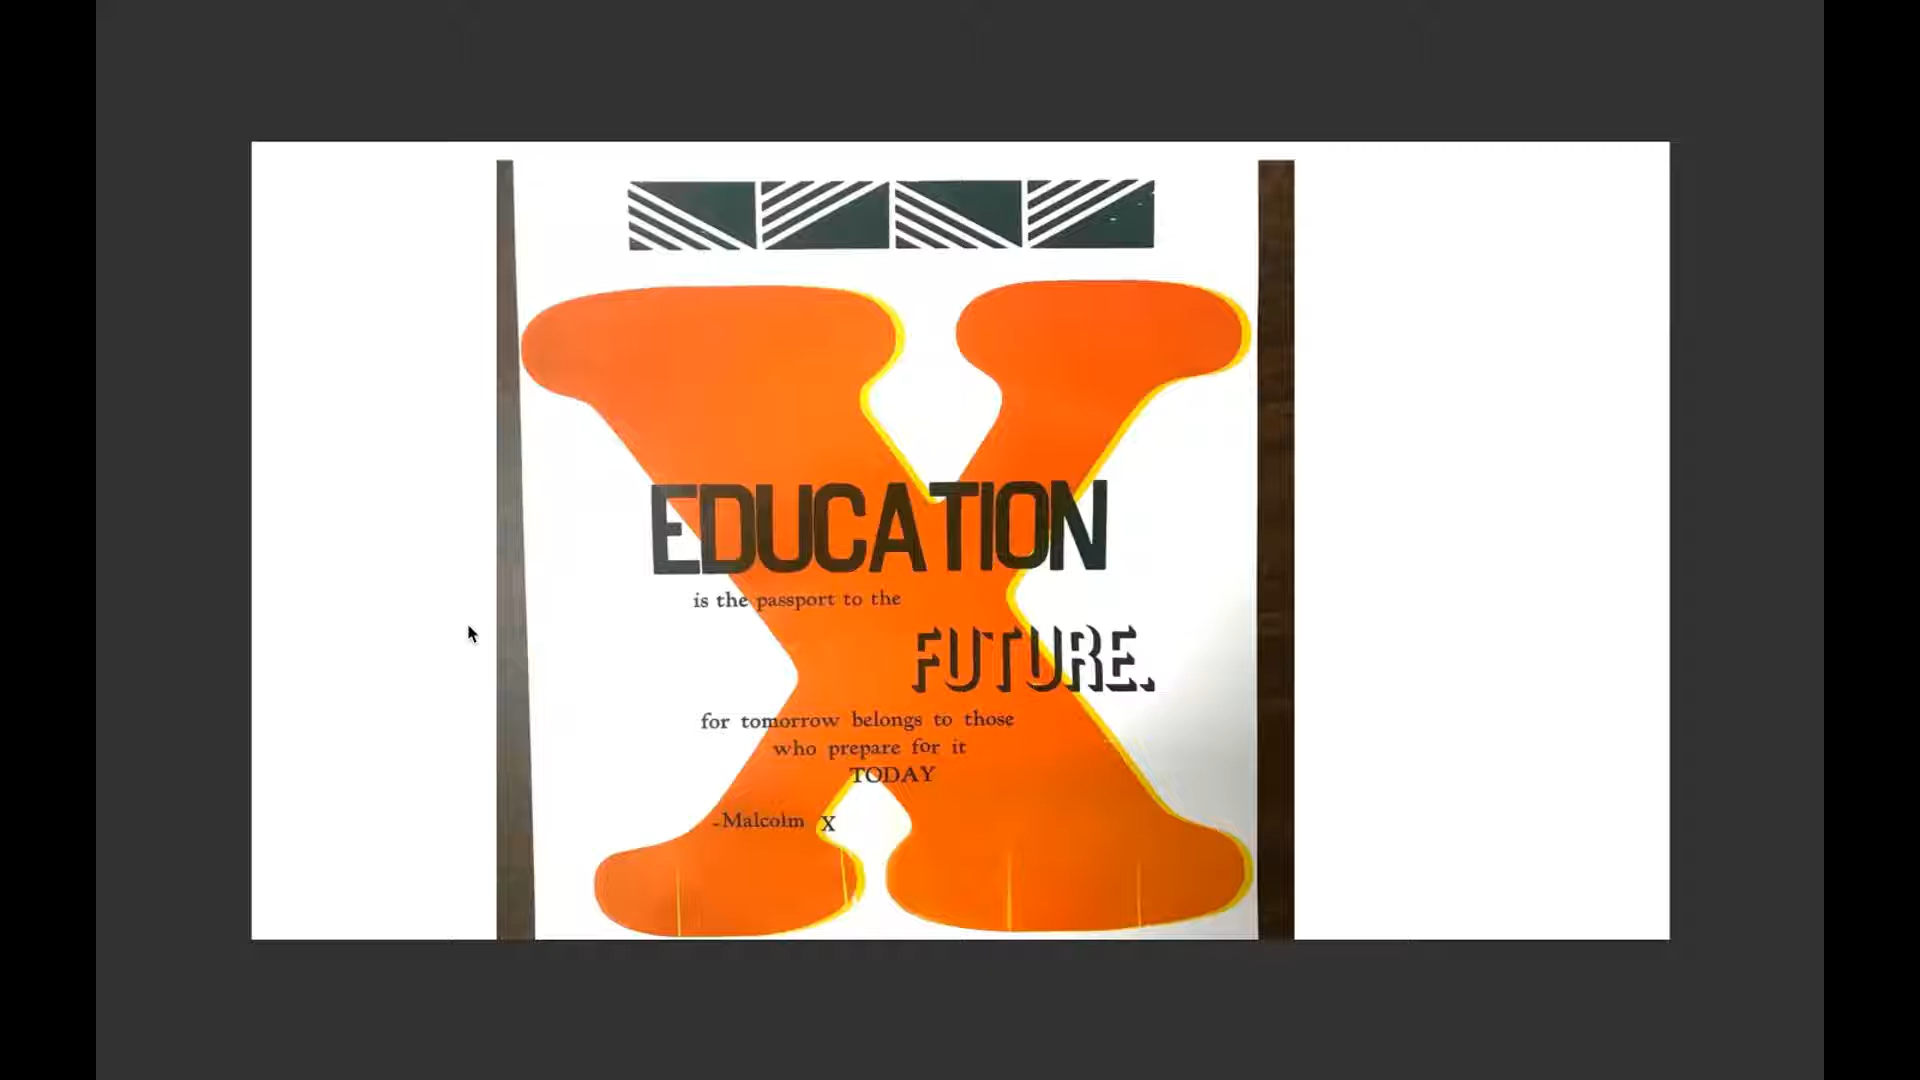 X
EDUCATION
is the passport to the
FUTURE.
for tomorrow belongs to those
who prepare for it
TODAY
-Malcolm X